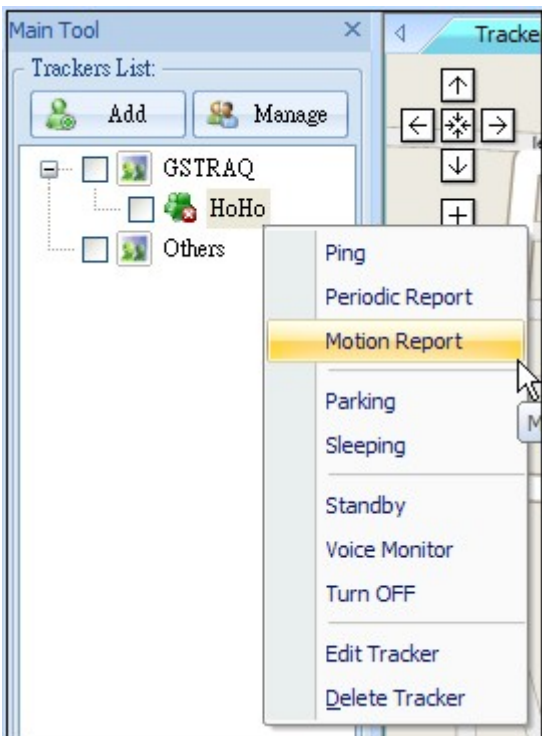 Main Tool
Tracke
Trackers List:
Add
Manage
GSTRAQ
HoHo
Others
Ping
Periodic Report
Motion Report
Parking
Sleeping
Standby
Voice Monitor
Turn OFF
Edit Tracker
Delete Tracker
M